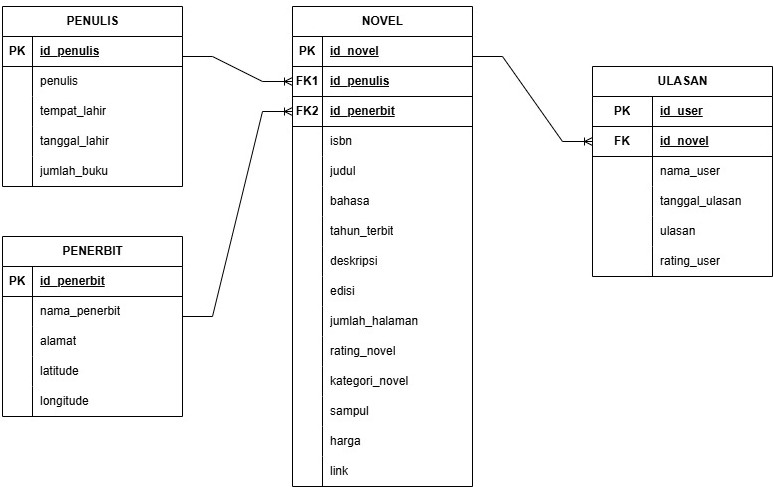 PENULIS
PK id_penulis
penulis
tempat_lahir
tanggal_lahir
jumlah_buku
PENERBIT
PK id_penerbit
nama_penerbit
alamat
latitude
longitude
NOVEL
PK id_novel
FK1 id_penulis
FK2 id_penerbit
isbn
judul
bahasa
tahun_terbit
deskripsi
edisi
jumlah_halaman
rating_novel
kategori_novel
sampul
harga
link
ULASAN
PK id_user
FK id_novel
nama_user
tanggal_ulasan
ulasan
rating_user